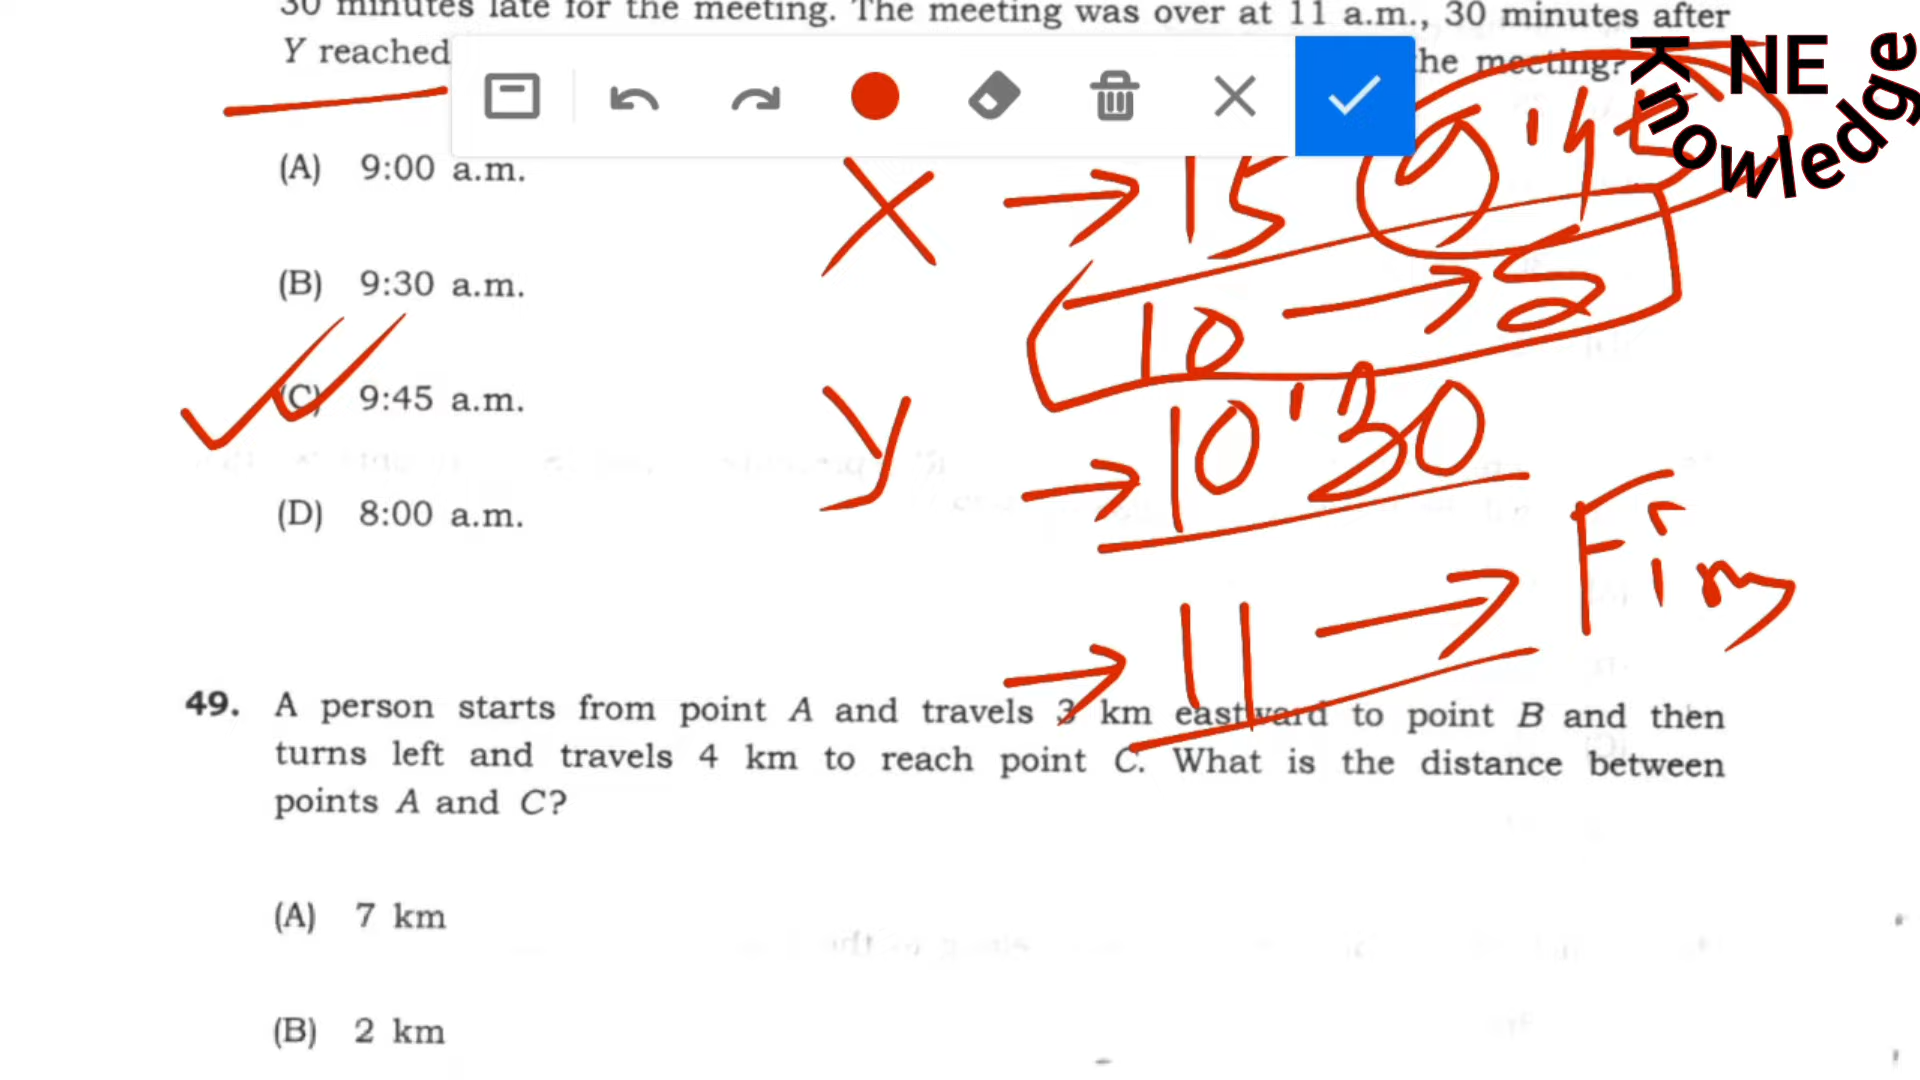 30 minutes late for the meeting. The meeting was over at 11 a.m., 30 minutes after
Y reached the meeting?
NE
Knowledge
(A) 9:00 a.m.
X → 15 9'45
(B) 9:30 a.m.
10 →
(C) 9:45 a.m.
y → 10'30
(D) 8:00 a.m.
→ 11 → Fin
49. A person starts from point A and travels 3 km eastward to point B and then
turns left and travels 4 km to reach point C. What is the distance between
points A and C?
(A) 7 km
(B) 2 km